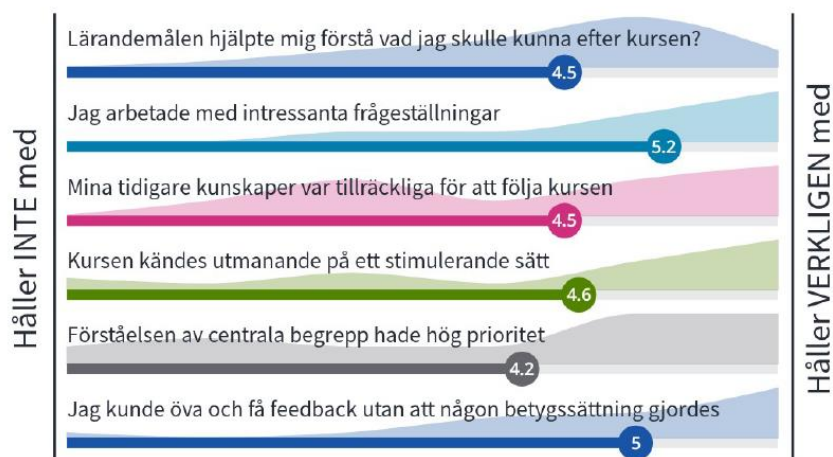 Håller INTE med
Lärandemålen hjälpte mig förstå vad jag skulle kunna efter kursen?
4.5
Jag arbetade med intressanta frågeställningar
5.2
Mina tidigare kunskaper var tillräckliga för att följa kursen
4.5
Kursen kändes utmanande på ett stimulerande sätt
4.6
Förståelsen av centrala begrepp hade hög prioritet
4.2
Jag kunde öva och få feedback utan att någon betygssättning gjordes
5
Håller VERKLIGEN med